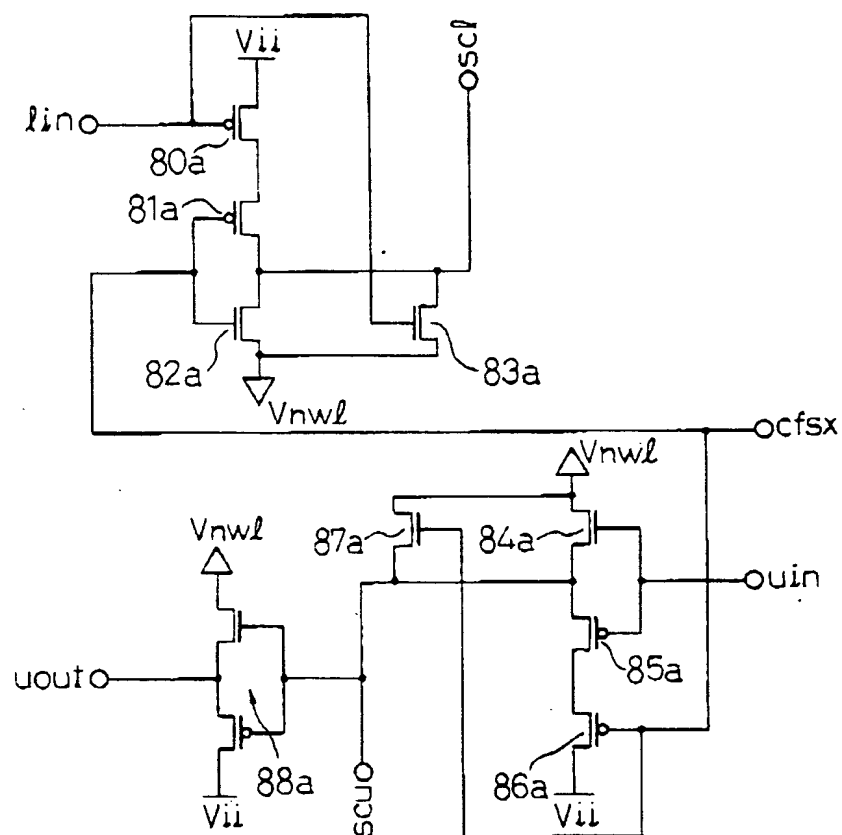 Vii
scl
ℓin
80a
81a
82a
83a
Vnwℓ
cfsx
Vnwℓ
Vnwℓ
87a
84a
uin
uout
85a
88a
86a
Vii
scu
Vii